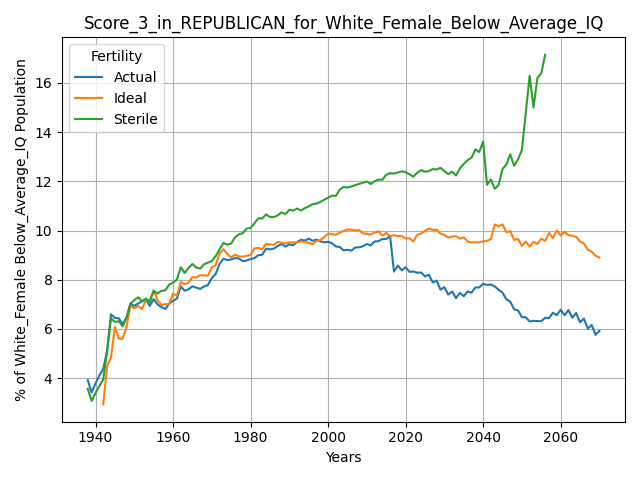 Score_3_in_REPUBLICAN_for_White_Female_Below_Average_IQ
Fertility
Actual
Ideal
Sterile
% of White_Female Below_Average_IQ Population
16
14
12
10
8
6
4
1940 1960 1980 2000 2020 2040 2060
Years